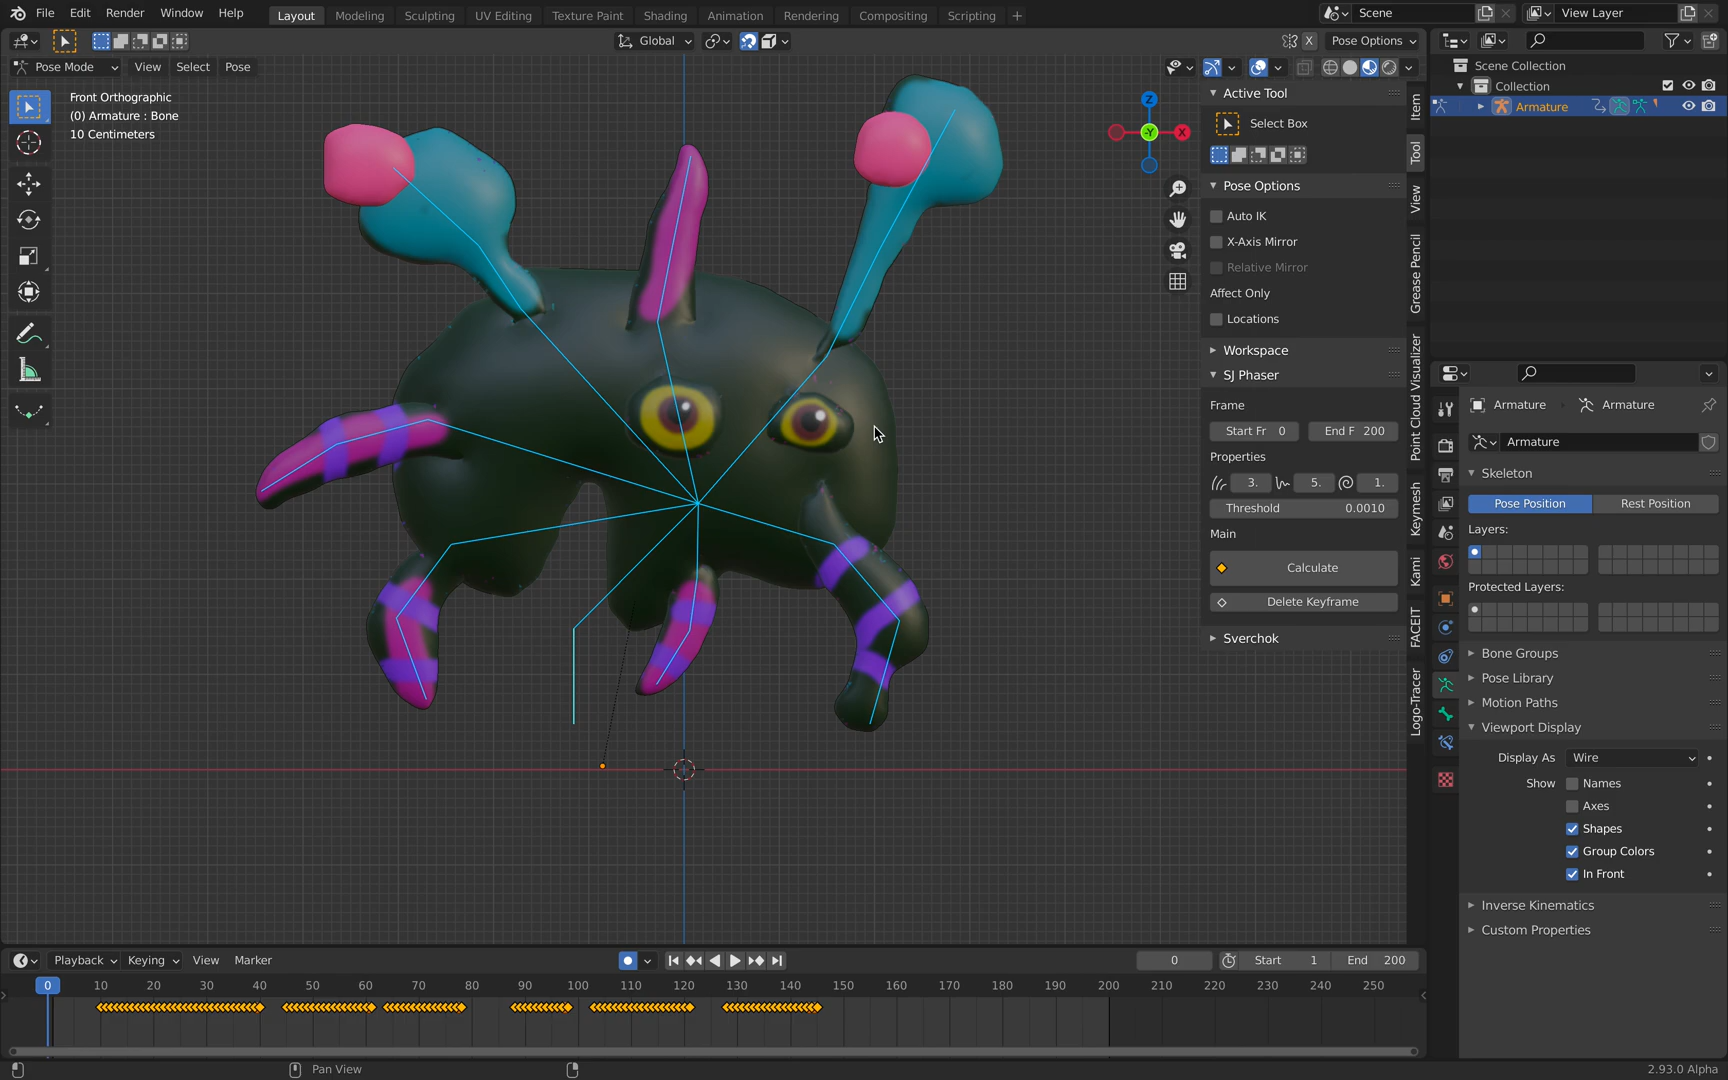 File Edit Render Window Help Layout Modeling Sculpting UV Editing Texture Paint Shading Animation Rendering Compositing Scripting + Scene View Layer
Global X Pose Options
Pose Mode View Select Pose
Front Orthographic
(0) Armature : Bone
10 Centimeters
Z
-Y
X
Active Tool
Select Box
Pose Options
Auto IK
X-Axis Mirror
Relative Mirror
Affect Only
Locations
Workspace
SJ Phaser
Frame
Start Fr 0 End F 200
Properties
3. 5. 1.
Threshold 0.0010
Main
Calculate
Delete Keyframe
Sverchok
Item
Tool
View
Grease Pencil
Point Cloud Visualizer
Keymesh
Kami
FACEIT
Logo-Tracer
Scene Collection
Collection
Armature
Armature Armature
Armature
Skeleton
Pose Position Rest Position
Layers:
Protected Layers:
Bone Groups
Pose Library
Motion Paths
Viewport Display
Display As Wire
Show Names
Axes
Shapes
Group Colors
In Front
Inverse Kinematics
Custom Properties
Playback Keying View Marker 0 Start 1 End 200
0 10 20 30 40 50 60 70 80 90 100 110 120 130 140 150 160 170 180 190 200 210 220 230 240 250
Pan View 2.93.0 Alpha